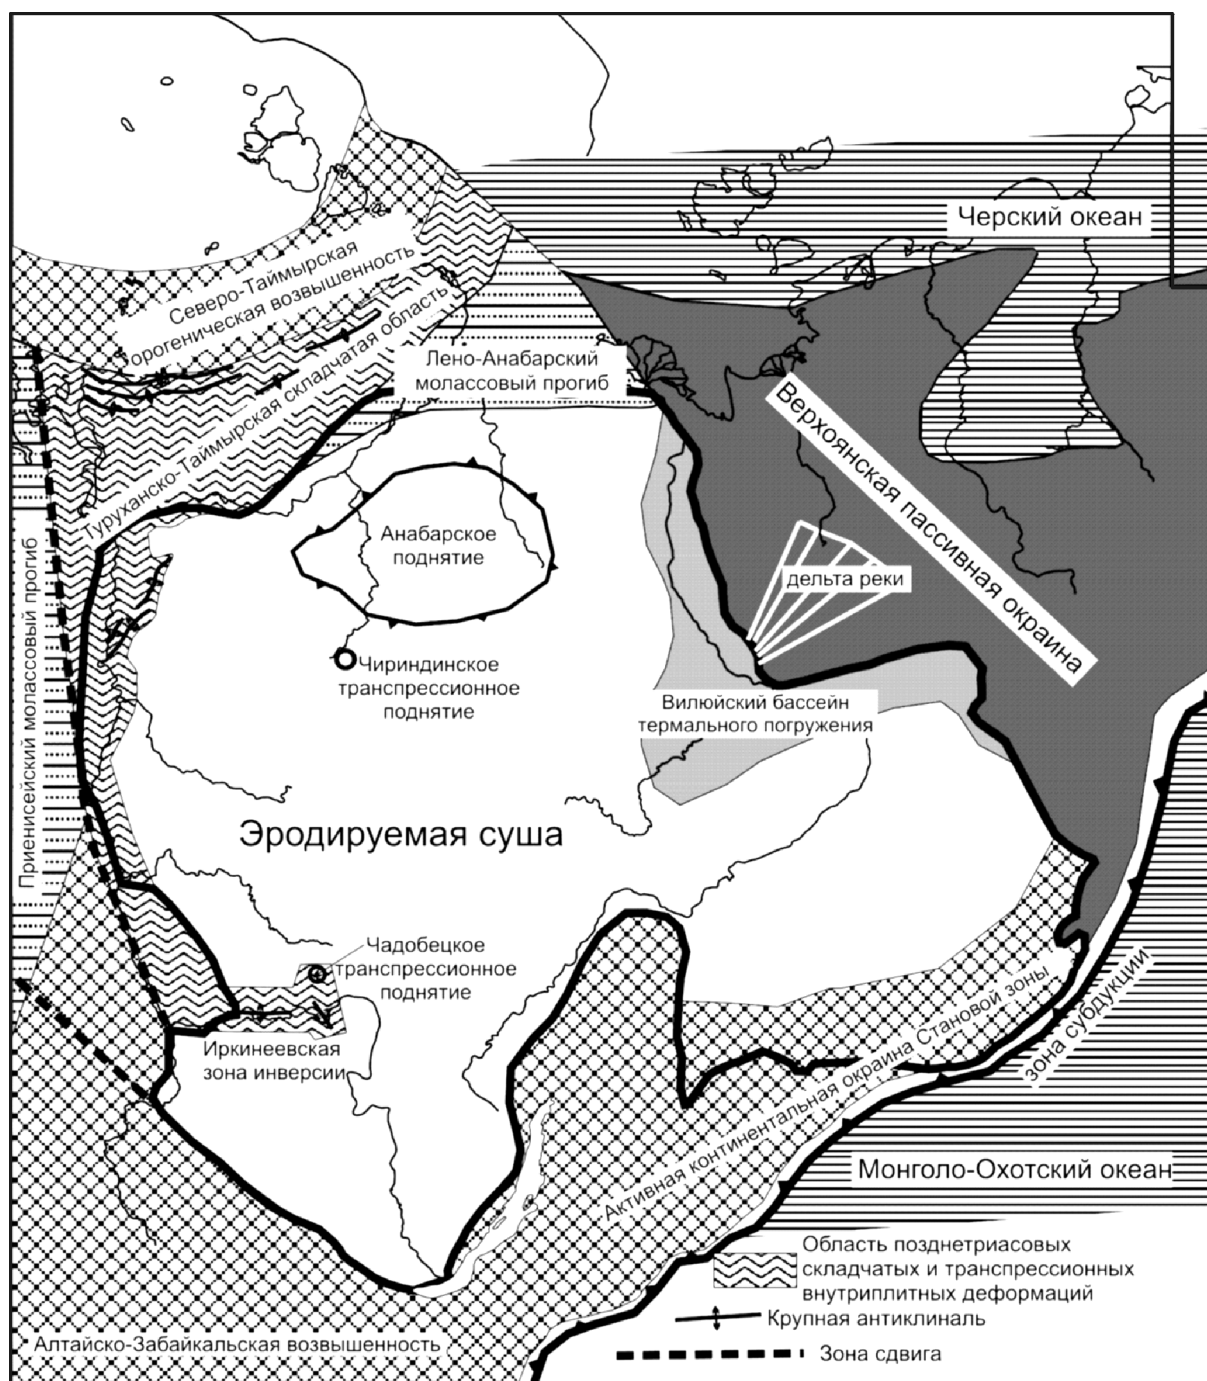 Черский океан
Северо-Таймырская
орогеническая возвышенность
Туруханско-Таймырская складчатая область
Лено-Анабарский
молассовый прогиб
Верхоянская пассивная окраина
Анабарское
поднятие
дельта реки
Приенисейский молассовый прогиб
Чириндинское
транспрессионное
поднятие
Вилюйский бассейн
термального погружения
Эродируемая суша
Чадобецкое
транспрессионное
поднятие
Иркинеевская
зона инверсии
Активная континентальная окраина Становой зоны
зона субдукции
Монголо-Охотский океан
Область позднетриасовых
складчатых и транспрессионных
внутриплитных деформаций
Крупная антиклиналь
Алтайско-Забайкальская возвышенность
Зона сдвига